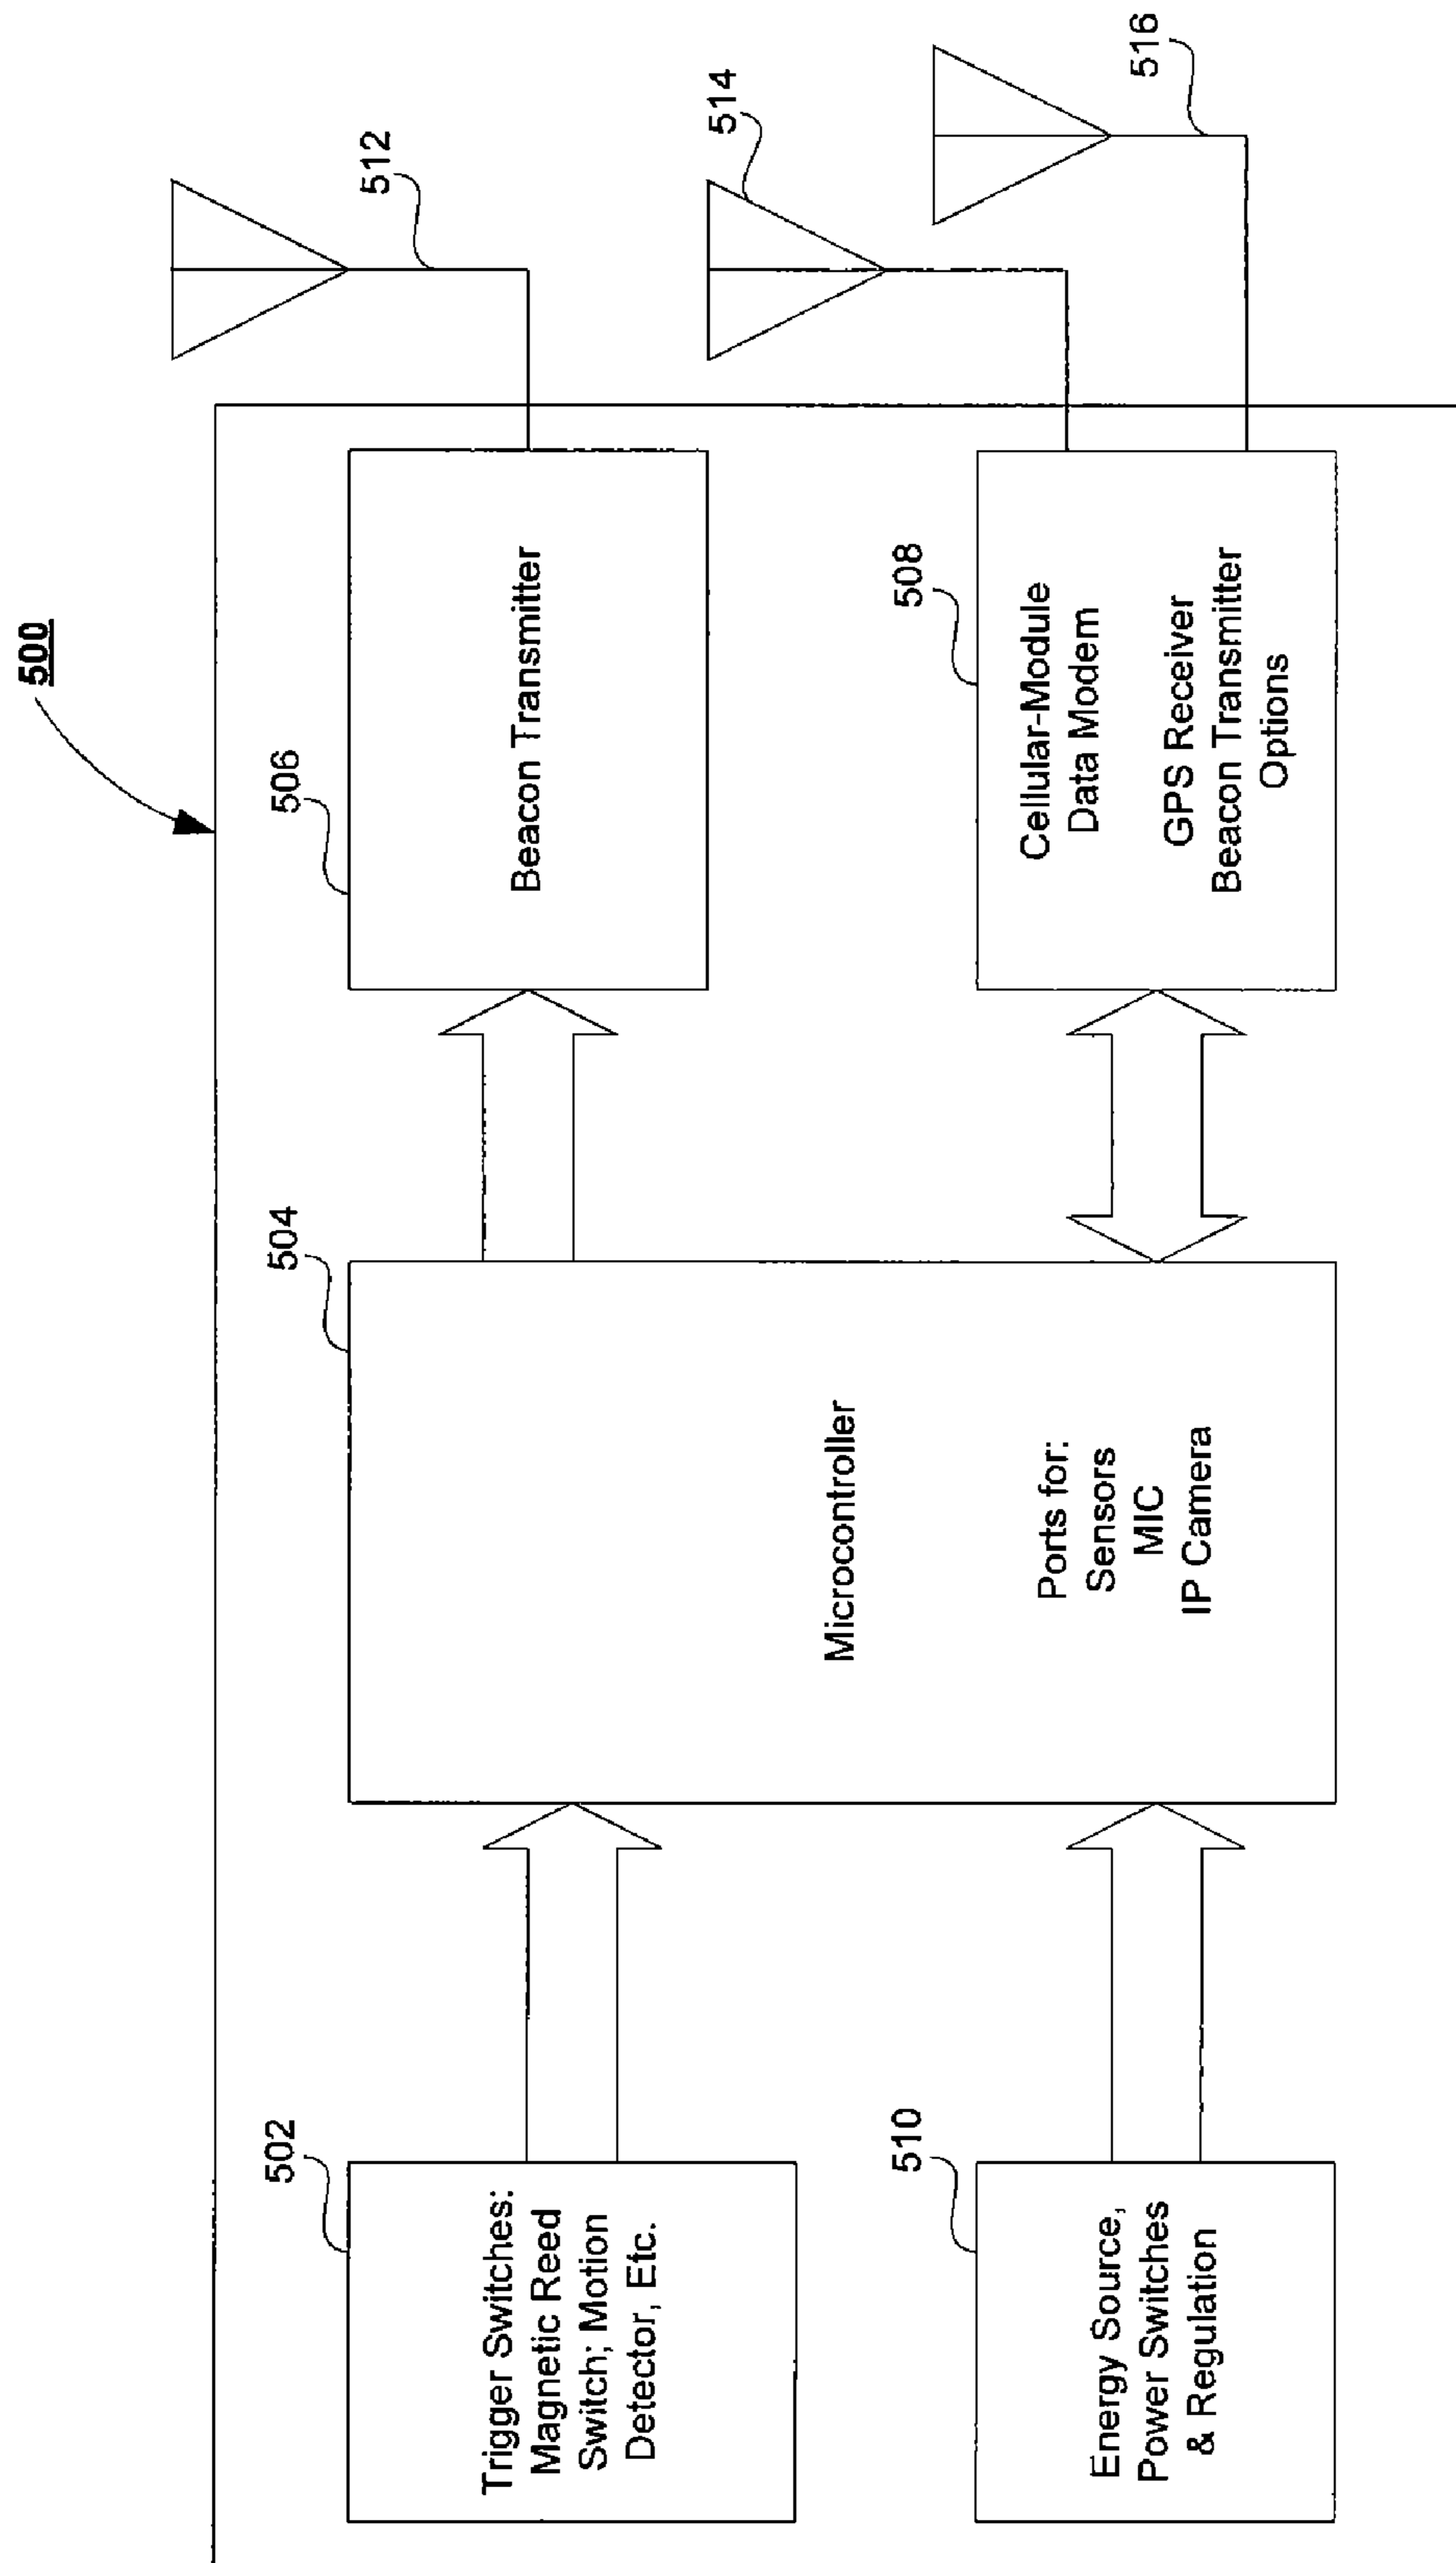 500
502
Trigger Switches:
Magnetic Reed
Switch; Motion
Detector, Etc.
504
Microcontroller
Ports for:
Sensors
MIC
IP Camera
506
Beacon Transmitter
512
514
516
508
Cellular-Module
Data Modem
GPS Receiver
Beacon Transmitter
Options
510
Energy Source,
Power Switches
& Regulation